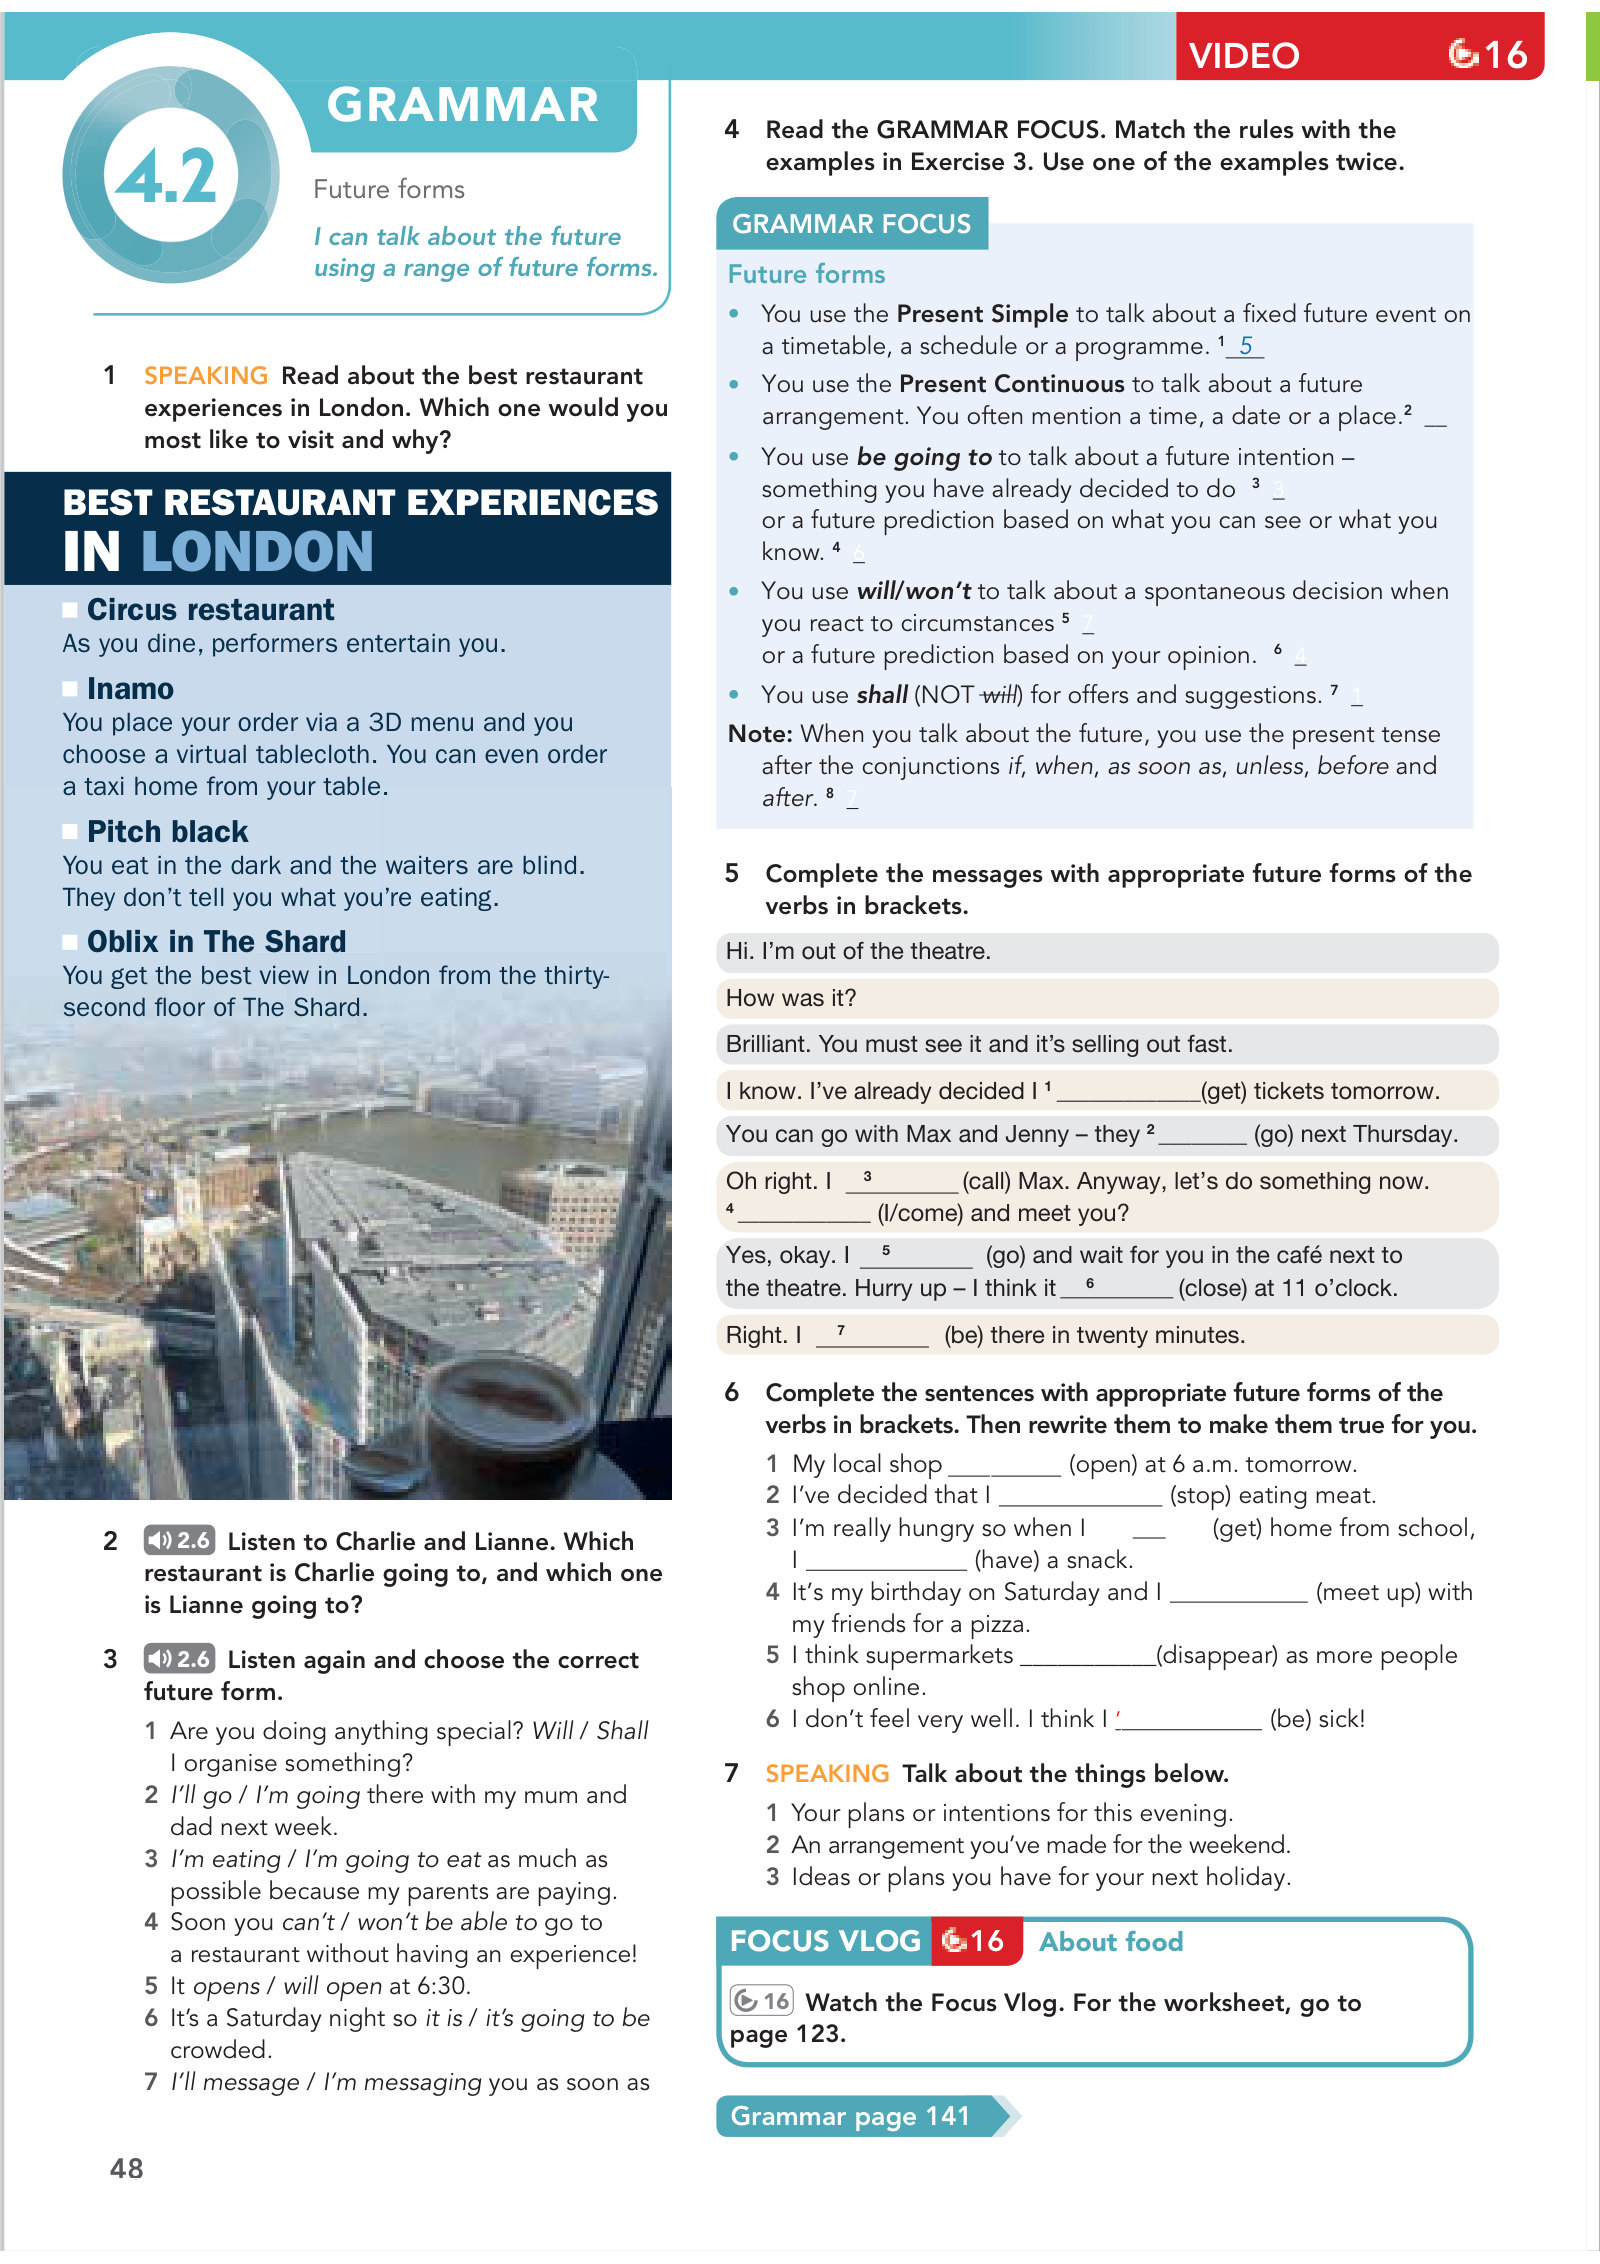 VIDEO 16
4.2
GRAMMAR
Future forms
I can talk about the future
using a range of future forms.
1 SPEAKING Read about the best restaurant
experiences in London. Which one would you
most like to visit and why?
BEST RESTAURANT EXPERIENCES
IN LONDON
Circus restaurant
As you dine, performers entertain you.
Inamo
You place your order via a 3D menu and you
choose a virtual tablecloth. You can even order
a taxi home from your table.
Pitch black
You eat in the dark and the waiters are blind.
They don't tell you what you're eating.
Oblix in The Shard
You get the best view in London from the thirty-
second floor of The Shard.
2 2.6 Listen to Charlie and Lianne. Which
restaurant is Charlie going to, and which one
is Lianne going to?
3 2.6 Listen again and choose the correct
future form.
1 Are you doing anything special? Will / Shall
I organise something?
2 I'll go / I'm going there with my mum and
dad next week.
3 I'm eating / I'm going to eat as much as
possible because my parents are paying.
4 Soon you can't / won't be able to go to
a restaurant without having an experience!
5 It opens / will open at 6:30.
6 It's a Saturday night so it is / it's going to be
crowded.
7 I'll message / I'm messaging you as soon as
48
4 Read the GRAMMAR FOCUS. Match the rules with the
examples in Exercise 3. Use one of the examples twice.
GRAMMAR FOCUS
Future forms
• You use the Present Simple to talk about a fixed future event on
a timetable, a schedule or a programme. 1 5
• You use the Present Continuous to talk about a future
arrangement. You often mention a time, a date or a place.2 __
• You use be going to to talk about a future intention –
something you have already decided to do 3 3
or a future prediction based on what you can see or what you
know. 4 6
• You use will/won't to talk about a spontaneous decision when
you react to circumstances 5 7
or a future prediction based on your opinion. 6 4
• You use shall (NOT will) for offers and suggestions. 7 1
Note: When you talk about the future, you use the present tense
after the conjunctions if, when, as soon as, unless, before and
after. 8 7
5 Complete the messages with appropriate future forms of the
verbs in brackets.
Hi. I'm out of the theatre.
How was it?
Brilliant. You must see it and it's selling out fast.
I know. I've already decided I 1 ___________(get) tickets tomorrow.
You can go with Max and Jenny – they 2 _______ (go) next Thursday.
Oh right. I 3 _________ (call) Max. Anyway, let's do something now.
4 __________ (I/come) and meet you?
Yes, okay. I 5 _________ (go) and wait for you in the café next to
the theatre. Hurry up – I think it 6 _________ (close) at 11 o'clock.
Right. I 7 _________ (be) there in twenty minutes.
6 Complete the sentences with appropriate future forms of the
verbs in brackets. Then rewrite them to make them true for you.
1 My local shop _________ (open) at 6 a.m. tomorrow.
2 I've decided that I _____________ (stop) eating meat.
3 I'm really hungry so when I ___ (get) home from school,
I _____________ (have) a snack.
4 It's my birthday on Saturday and I ___________ (meet up) with
my friends for a pizza.
5 I think supermarkets ___________(disappear) as more people
shop online.
6 I don't feel very well. I think I '___________ (be) sick!
7 SPEAKING Talk about the things below.
1 Your plans or intentions for this evening.
2 An arrangement you've made for the weekend.
3 Ideas or plans you have for your next holiday.
FOCUS VLOG 16 About food
16 Watch the Focus Vlog. For the worksheet, go to
page 123.
Grammar page 141